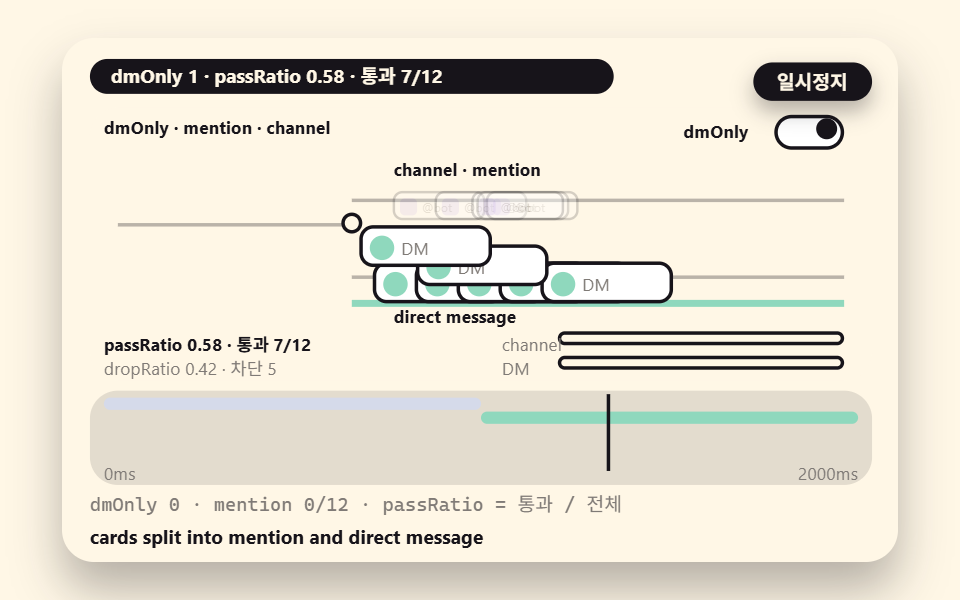 dmOnly 1 · passRatio 0.58 · 통과 7/12
일시정지
dmOnly · mention · channel
dmOnly
channel · mention
@bot
DM
DM
DM
direct message
passRatio 0.58 · 통과 7/12
channel
dropRatio 0.42 · 차단 5
DM
0ms
2000ms
dmOnly 0 · mention 0/12 · passRatio = 통과 / 전체
cards split into mention and direct message